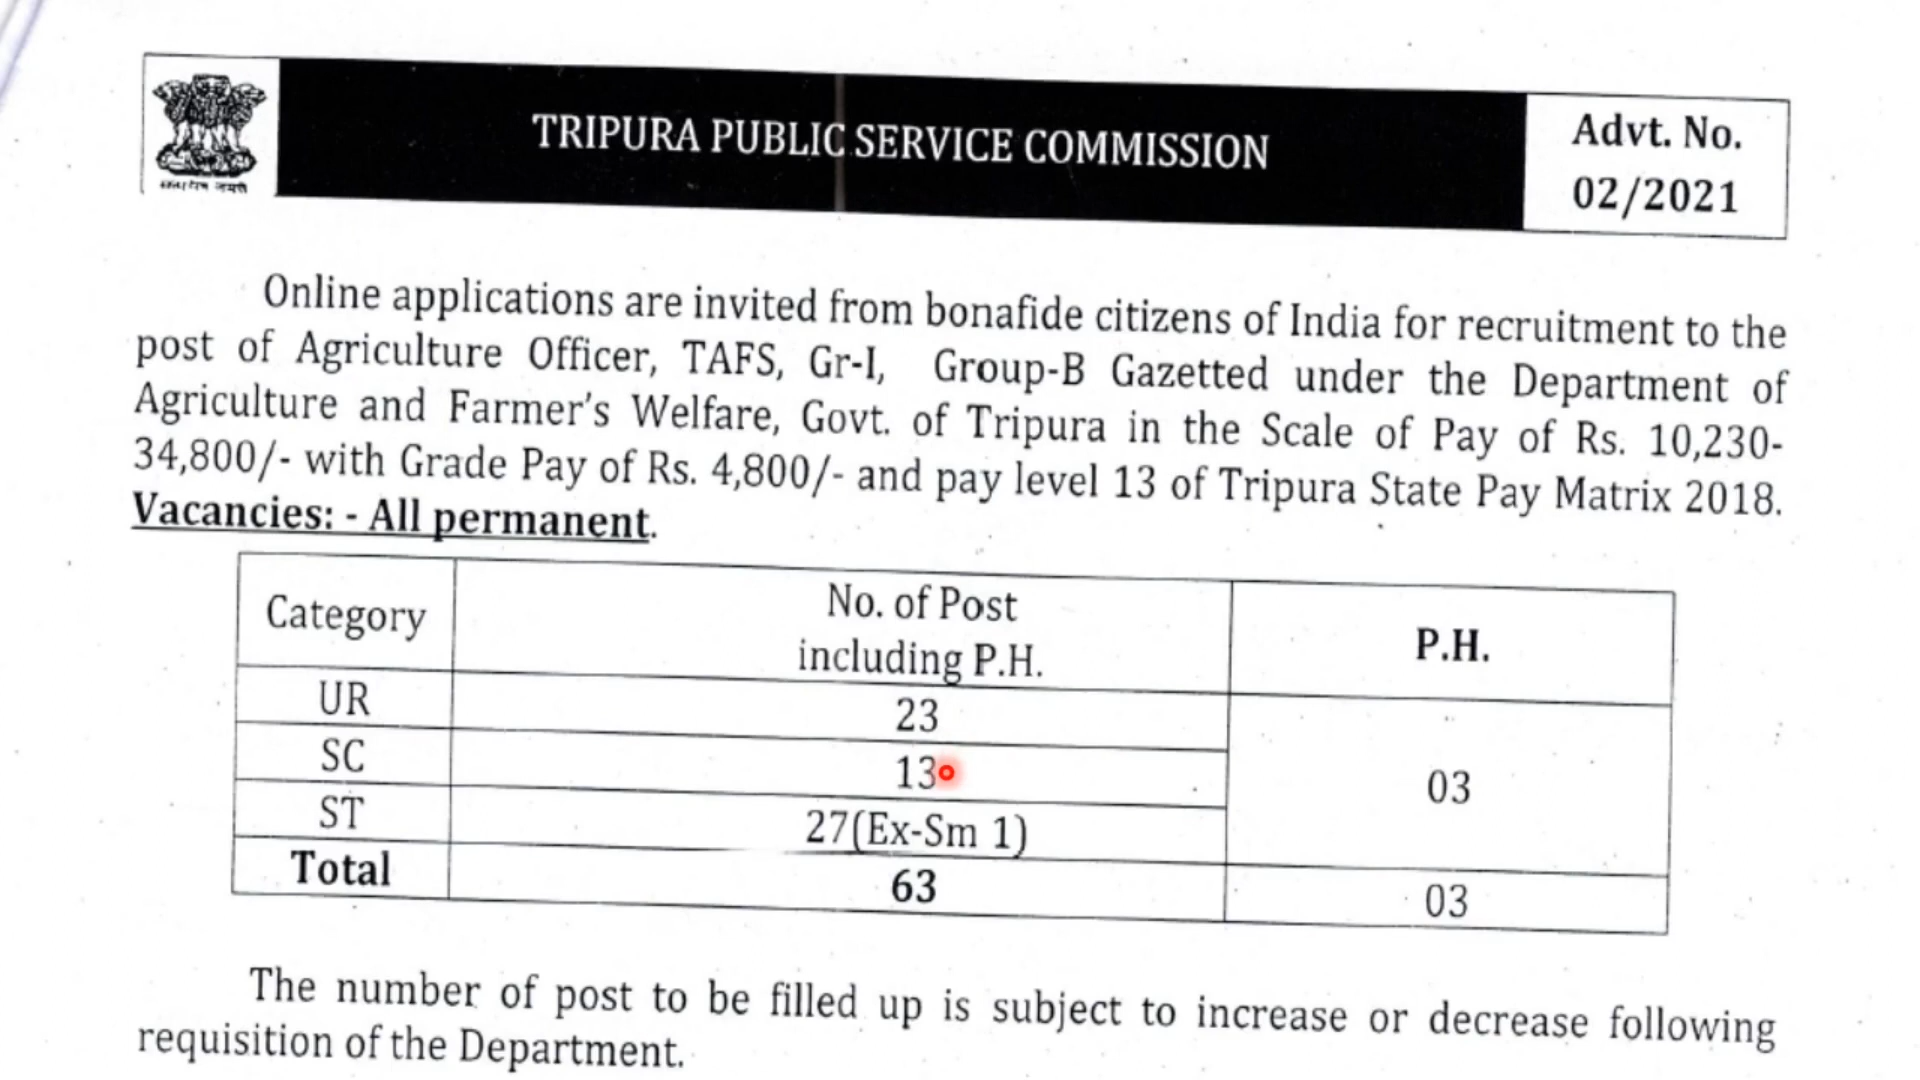 TRIPURA PUBLIC SERVICE COMMISSION
Advt. No.
02/2021
Online applications are invited from bonafide citizens of India for recruitment to the
post of Agriculture Officer, TAFS, Gr-I, Group-B Gazetted under the Department of
Agriculture and Farmer's Welfare, Govt. of Tripura in the Scale of Pay of Rs. 10,230-
34,800/- with Grade Pay of Rs. 4,800/- and pay level 13 of Tripura State Pay Matrix 2018.
Vacancies: - All permanent.
Category
No. of Post
including P.H.
P.H.
UR 23
SC 13
03
ST 27(Ex-Sm 1)
Total 63 03
The number of post to be filled up is subject to increase or decrease following
requisition of the Department.